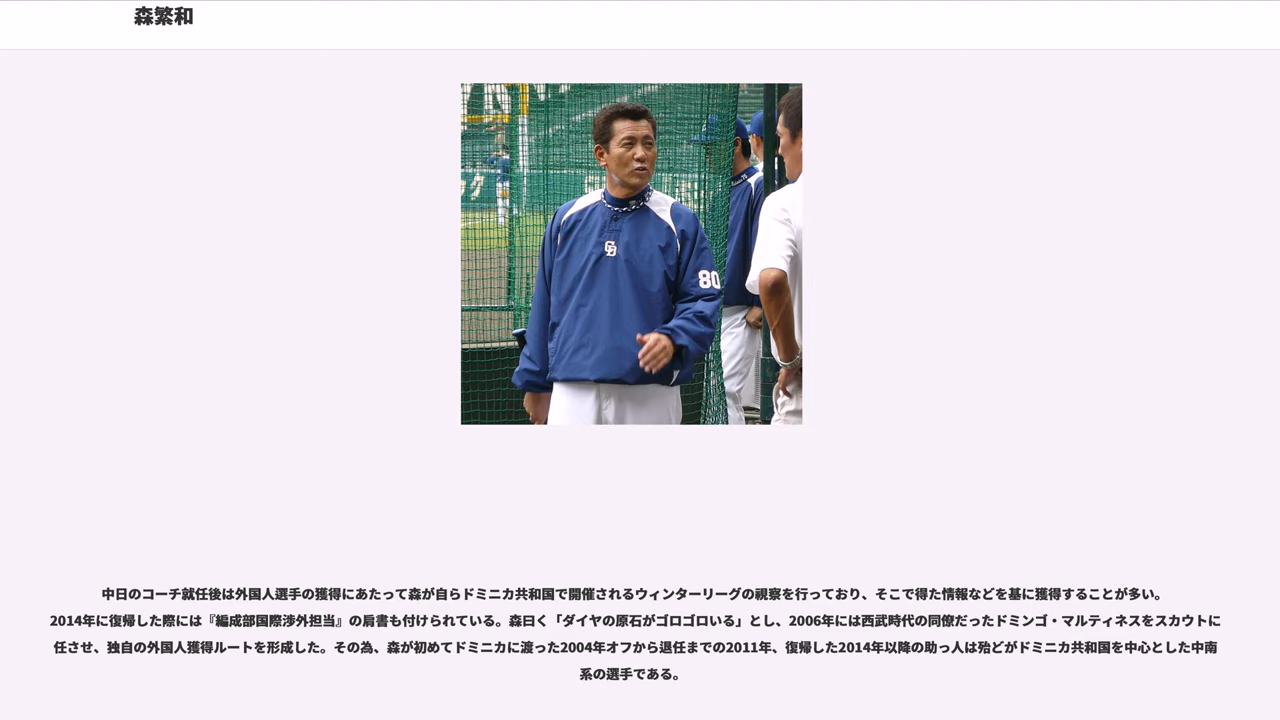 森繁和
ク
CD
80
中日のコーチ就任後は外国人選手の獲得にあたって森が自らドミニカ共和国で開催されるウィンターリーグの視察を行っており、そこで得た情報などを基に獲得することが多い。
2014年に復帰した際には『編成部国際渉外担当』の肩書も付けられている。森曰く「ダイヤの原石がゴロゴロいる」とし、2006年には西武時代の同僚だったドミンゴ・マルティネスをスカウトに
任させ、独自の外国人獲得ルートを形成した。その為、森が初めてドミニカに渡った2004年オフから退任までの2011年、復帰した2014年以降の助っ人は殆どがドミニカ共和国を中心とした中南
系の選手である。